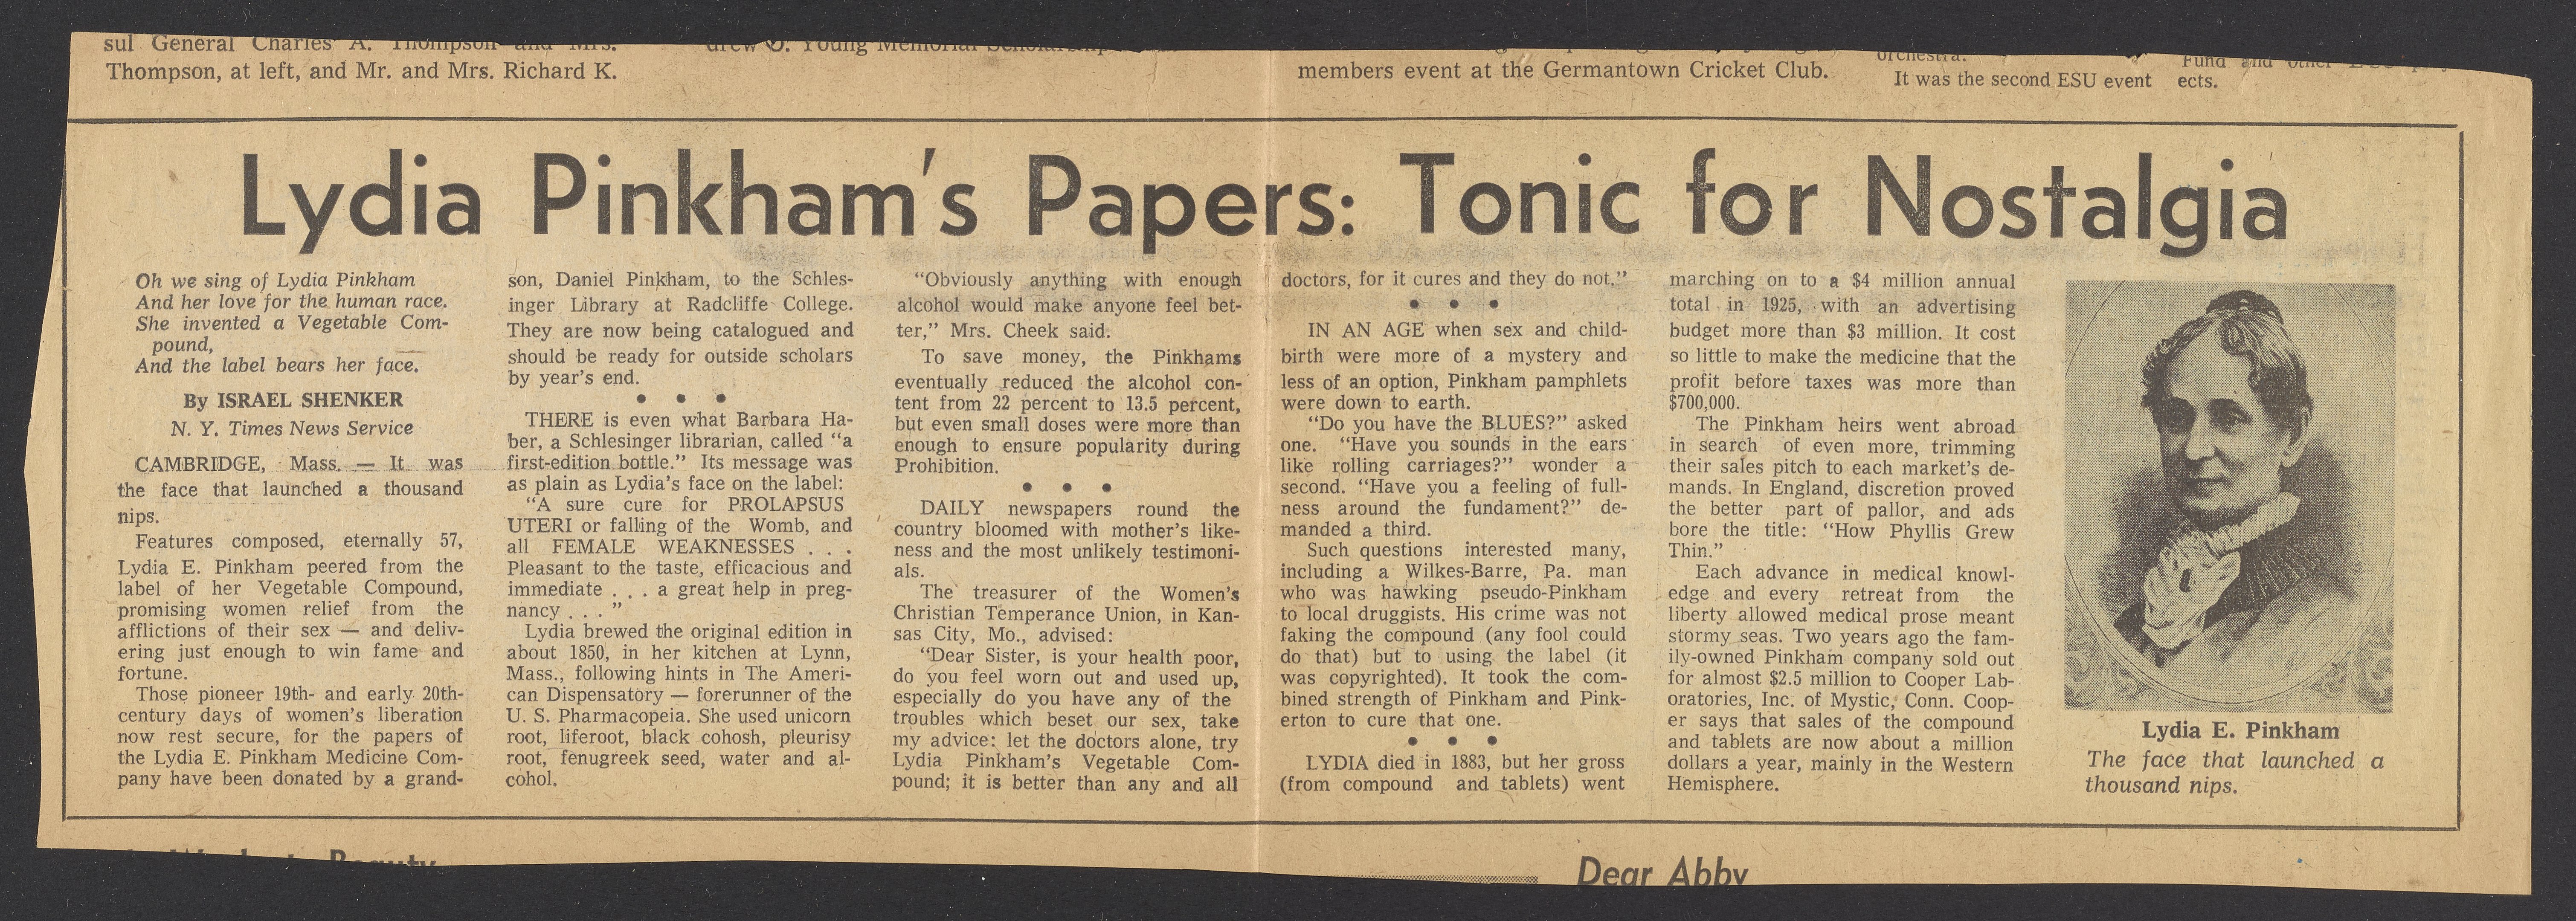 sul General Charles A. Thompson and Mrs.
Thompson, at left, and Mr. and Mrs. Richard K.
drew O. Young Memorial Scholarship
members event at the Germantown Cricket Club.
orchestra.
It was the second ESU event
Fund and other
ects.
Lydia Pinkham's Papers: Tonic for Nostalgia
Oh we sing of Lydia Pinkham
And her love for the human race.
She invented a Vegetable Com-
pound,
And the label bears her face.
By ISRAEL SHENKER
N. Y. Times News Service
CAMBRIDGE, Mass. — It was
the face that launched a thousand
nips.
Features composed, eternally 57,
Lydia E. Pinkham peered from the
label of her Vegetable Compound,
promising women relief from the
afflictions of their sex — and deliv-
ering just enough to win fame and
fortune.
Those pioneer 19th- and early 20th-
century days of women's liberation
now rest secure, for the papers of
the Lydia E. Pinkham Medicine Com-
pany have been donated by a grand-
son, Daniel Pinkham, to the Schles-
inger Library at Radcliffe College.
They are now being catalogued and
should be ready for outside scholars
by year's end.
• • •
THERE is even what Barbara Ha-
ber, a Schlesinger librarian, called "a
first-edition bottle." Its message was
as plain as Lydia's face on the label:
"A sure cure for PROLAPSUS
UTERI or falling of the Womb, and
all FEMALE WEAKNESSES . . .
Pleasant to the taste, efficacious and
immediate . . . a great help in preg-
nancy . . . "
Lydia brewed the original edition in
about 1850, in her kitchen at Lynn,
Mass., following hints in The Ameri-
can Dispensatory — forerunner of the
U. S. Pharmacopeia. She used unicorn
root, liferoot, black cohosh, pleurisy
root, fenugreek seed, water and al-
cohol.
"Obviously anything with enough
alcohol would make anyone feel bet-
ter," Mrs. Cheek said.
To save money, the Pinkhams
eventually reduced the alcohol con-
tent from 22 percent to 13.5 percent,
but even small doses were more than
enough to ensure popularity during
Prohibition.
• • •
DAILY newspapers round the
country bloomed with mother's like-
ness and the most unlikely testimoni-
als.
The treasurer of the Women's
Christian Temperance Union, in Kan-
sas City, Mo., advised:
"Dear Sister, is your health poor,
do you feel worn out and used up,
especially do you have any of the
troubles which beset our sex, take
my advice: let the doctors alone, try
Lydia Pinkham's Vegetable Com-
pound; it is better than any and all
doctors, for it cures and they do not."
• • •
IN AN AGE when sex and child-
birth were more of a mystery and
less of an option, Pinkham pamphlets
were down to earth.
"Do you have the BLUES?" asked
one. "Have you sounds in the ears
like rolling carriages?" wonder a
second. "Have you a feeling of full-
ness around the fundament?" de-
manded a third.
Such questions interested many,
including a Wilkes-Barre, Pa. man
who was hawking pseudo-Pinkham
to local druggists. His crime was not
faking the compound (any fool could
do that) but to using the label (it
was copyrighted). It took the com-
bined strength of Pinkham and Pink-
erton to cure that one.
• • •
LYDIA died in 1883, but her gross
(from compound and tablets) went
marching on to a $4 million annual
total in 1925, with an advertising
budget more than $3 million. It cost
so little to make the medicine that the
profit before taxes was more than
$700,000.
The Pinkham heirs went abroad
in search of even more, trimming
their sales pitch to each market's de-
mands. In England, discretion proved
the better part of pallor, and ads
bore the title: "How Phyllis Grew
Thin."
Each advance in medical knowl-
edge and every retreat from the
liberty allowed medical prose meant
stormy seas. Two years ago the fam-
ily-owned Pinkham company sold out
for almost $2.5 million to Cooper Lab-
oratories, Inc. of Mystic, Conn. Coop-
er says that sales of the compound
and tablets are now about a million
dollars a year, mainly in the Western
Hemisphere.
Lydia E. Pinkham
The face that launched a
thousand nips.
Beauty
Dear Abby